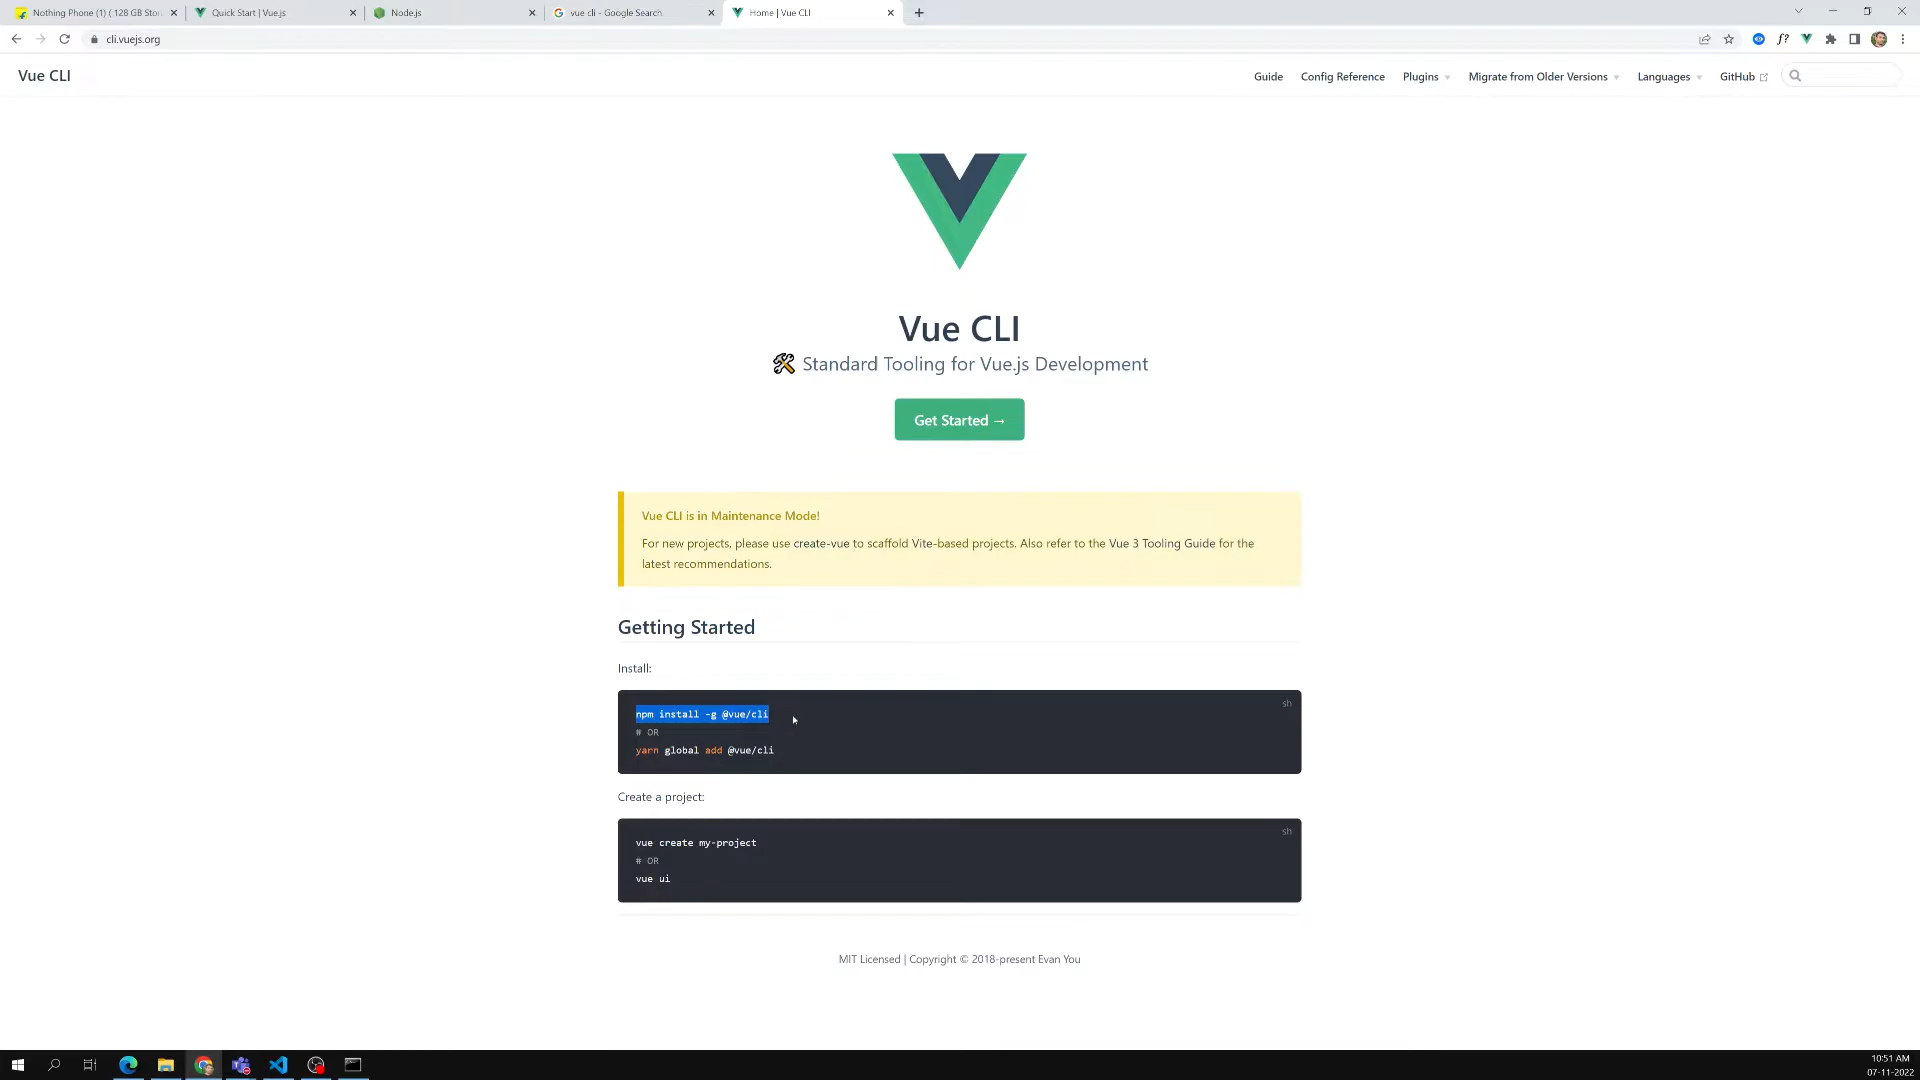 Nothing Phone (1) ( 128 GB Stor
Quick Start | Vue.js
Node.js
vue cli - Google Search
Home | Vue CLI
cli.vuejs.org
f?
Vue CLI
Guide
Config Reference
Plugins
Migrate from Older Versions
Languages
GitHub
Vue CLI
🛠️ Standard Tooling for Vue.js Development
Get Started →
Vue CLI is in Maintenance Mode!
For new projects, please use create-vue to scaffold Vite-based projects. Also refer to the Vue 3 Tooling Guide for the
latest recommendations.
Getting Started
Install:
sh
npm install -g @vue/cli
# OR
yarn global add @vue/cli
Create a project:
sh
vue create my-project
# OR
vue ui
MIT Licensed | Copyright © 2018-present Evan You
10:51 AM
07-11-2022